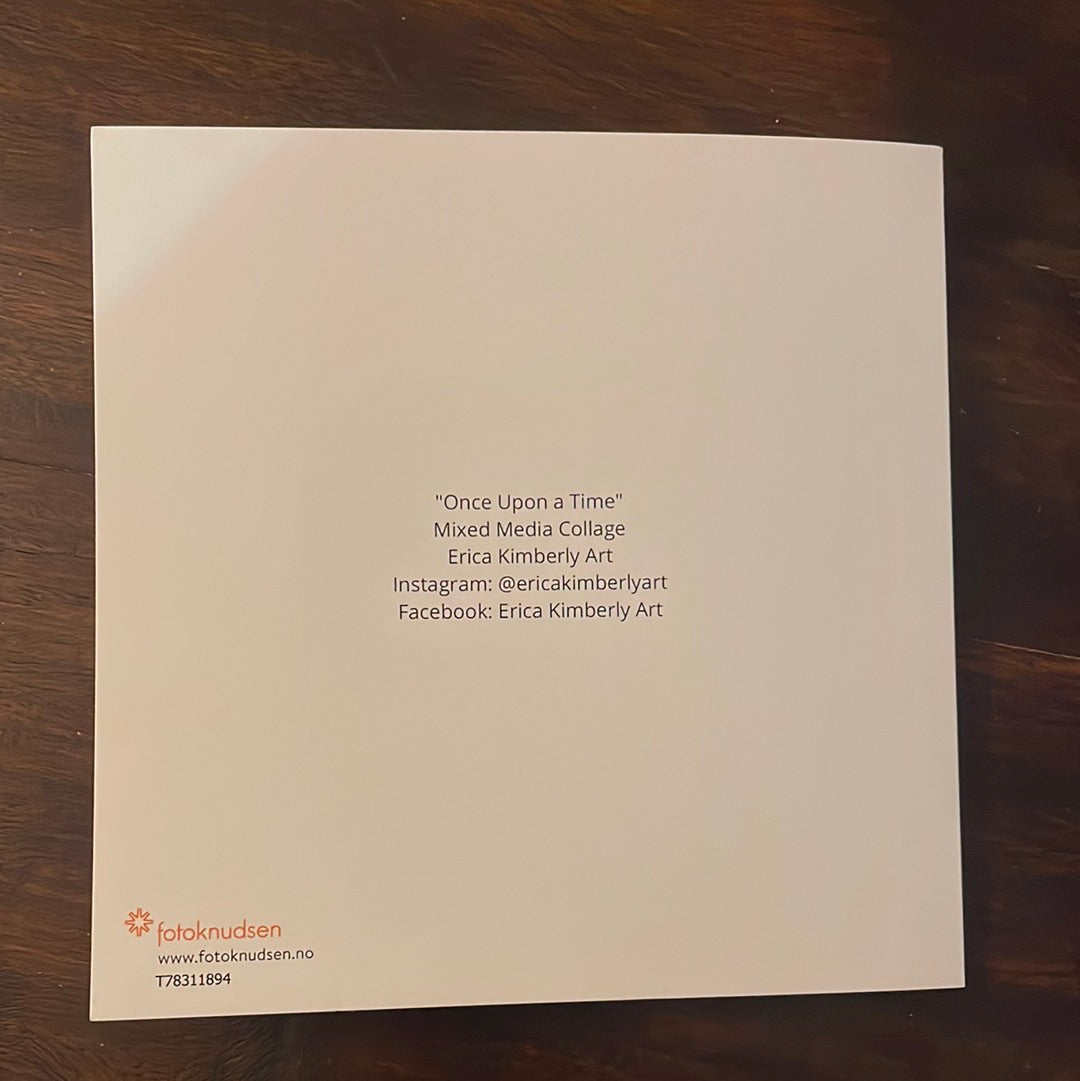 "Once Upon a Time"
Mixed Media Collage
Erica Kimberly Art
Instagram: @ericakimberlyart
Facebook: Erica Kimberly Art
fotoknudsen
www.fotoknudsen.no
T78311894